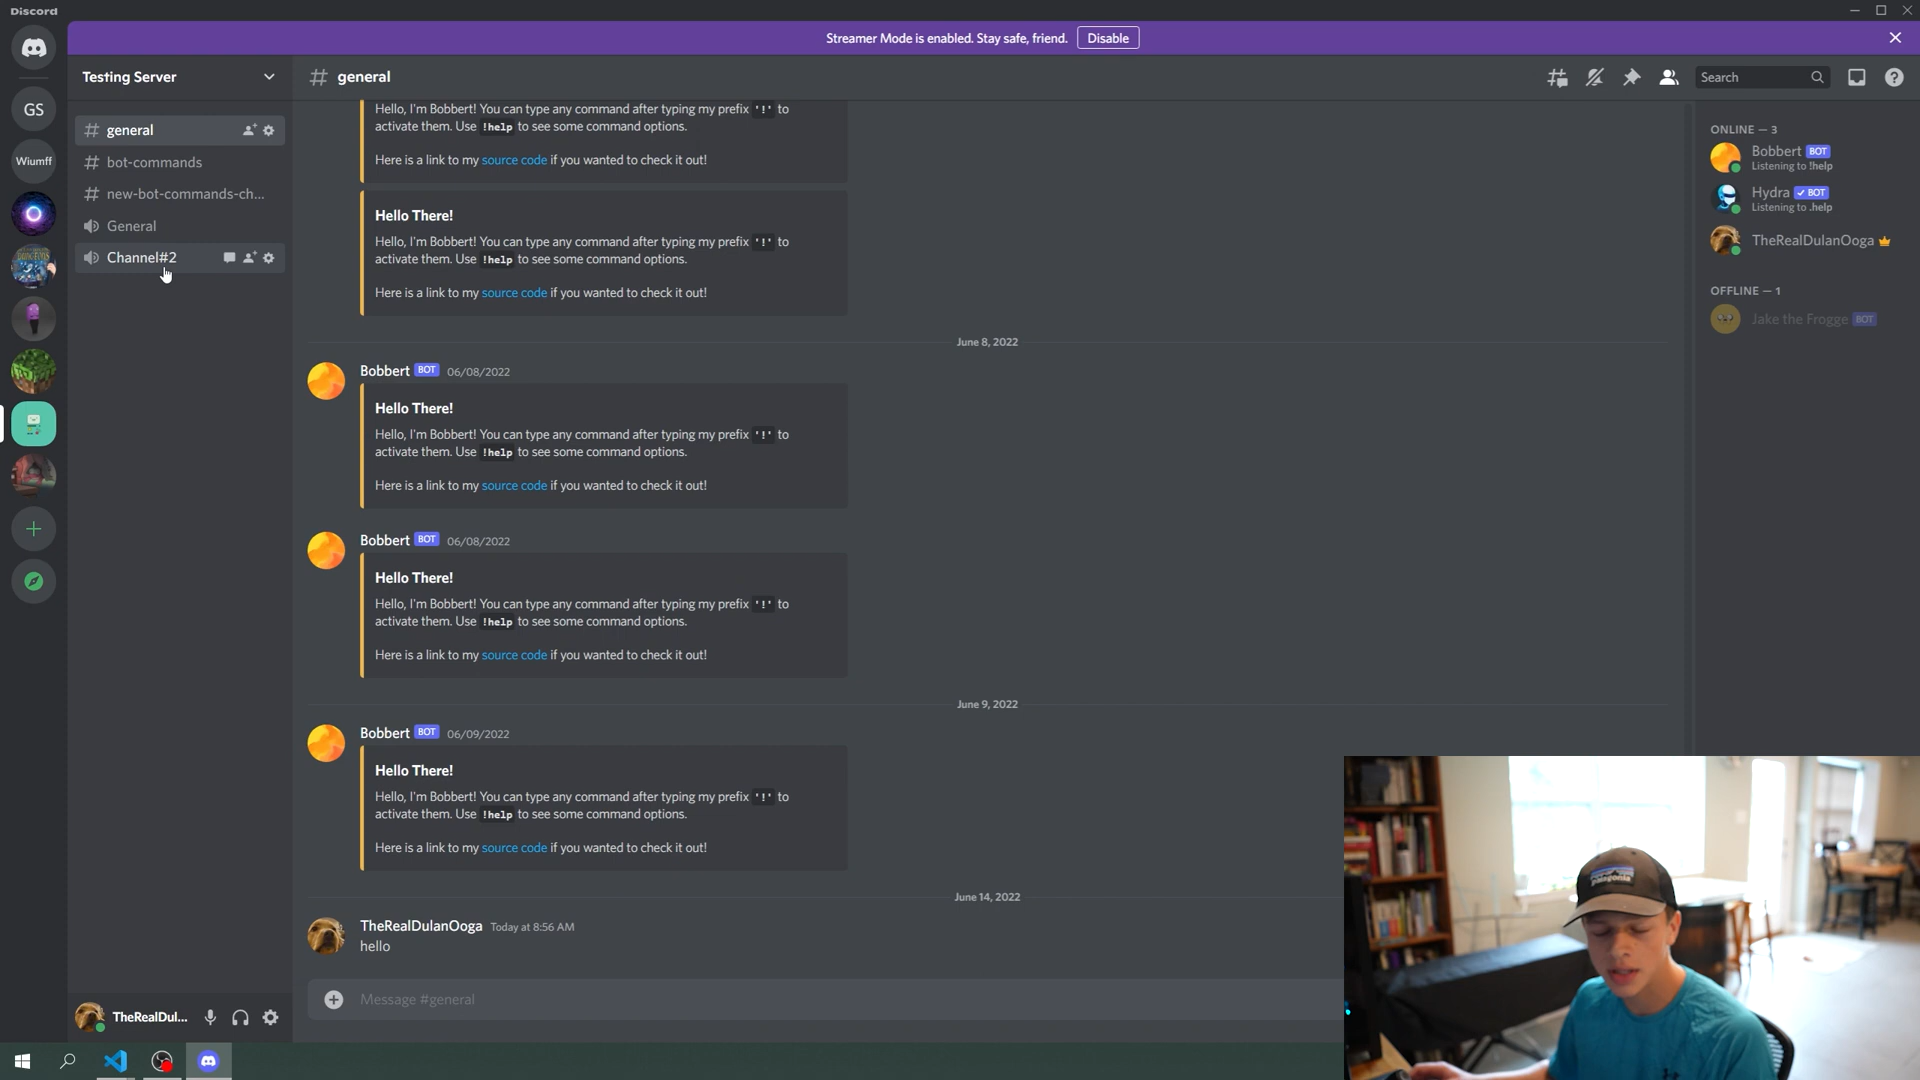 Discord
Streamer Mode is enabled. Stay safe, friend. Disable
GS
Wiumff
Testing Server
general
bot-commands
new-bot-commands-ch...
General
Channel#2
TheRealDul...
# general
Search
Hello, I'm Bobbert! You can type any command after typing my prefix '!' to
activate them. Use !help to see some command options.
Here is a link to my source code if you wanted to check it out!
Hello There!
Hello, I'm Bobbert! You can type any command after typing my prefix '!' to
activate them. Use !help to see some command options.
Here is a link to my source code if you wanted to check it out!
June 8, 2022
Bobbert BOT 06/08/2022
Hello There!
Hello, I'm Bobbert! You can type any command after typing my prefix '!' to
activate them. Use !help to see some command options.
Here is a link to my source code if you wanted to check it out!
Bobbert BOT 06/08/2022
Hello There!
Hello, I'm Bobbert! You can type any command after typing my prefix '!' to
activate them. Use !help to see some command options.
Here is a link to my source code if you wanted to check it out!
June 9, 2022
Bobbert BOT 06/09/2022
Hello There!
Hello, I'm Bobbert! You can type any command after typing my prefix '!' to
activate them. Use !help to see some command options.
Here is a link to my source code if you wanted to check it out!
June 14, 2022
TheRealDulanOoga Today at 8:56 AM
hello
Message #general
ONLINE — 3
Bobbert BOT
Listening to !help
Hydra BOT
Listening to .help
TheRealDulanOoga
OFFLINE — 1
Jake the Frogge BOT
patagonia